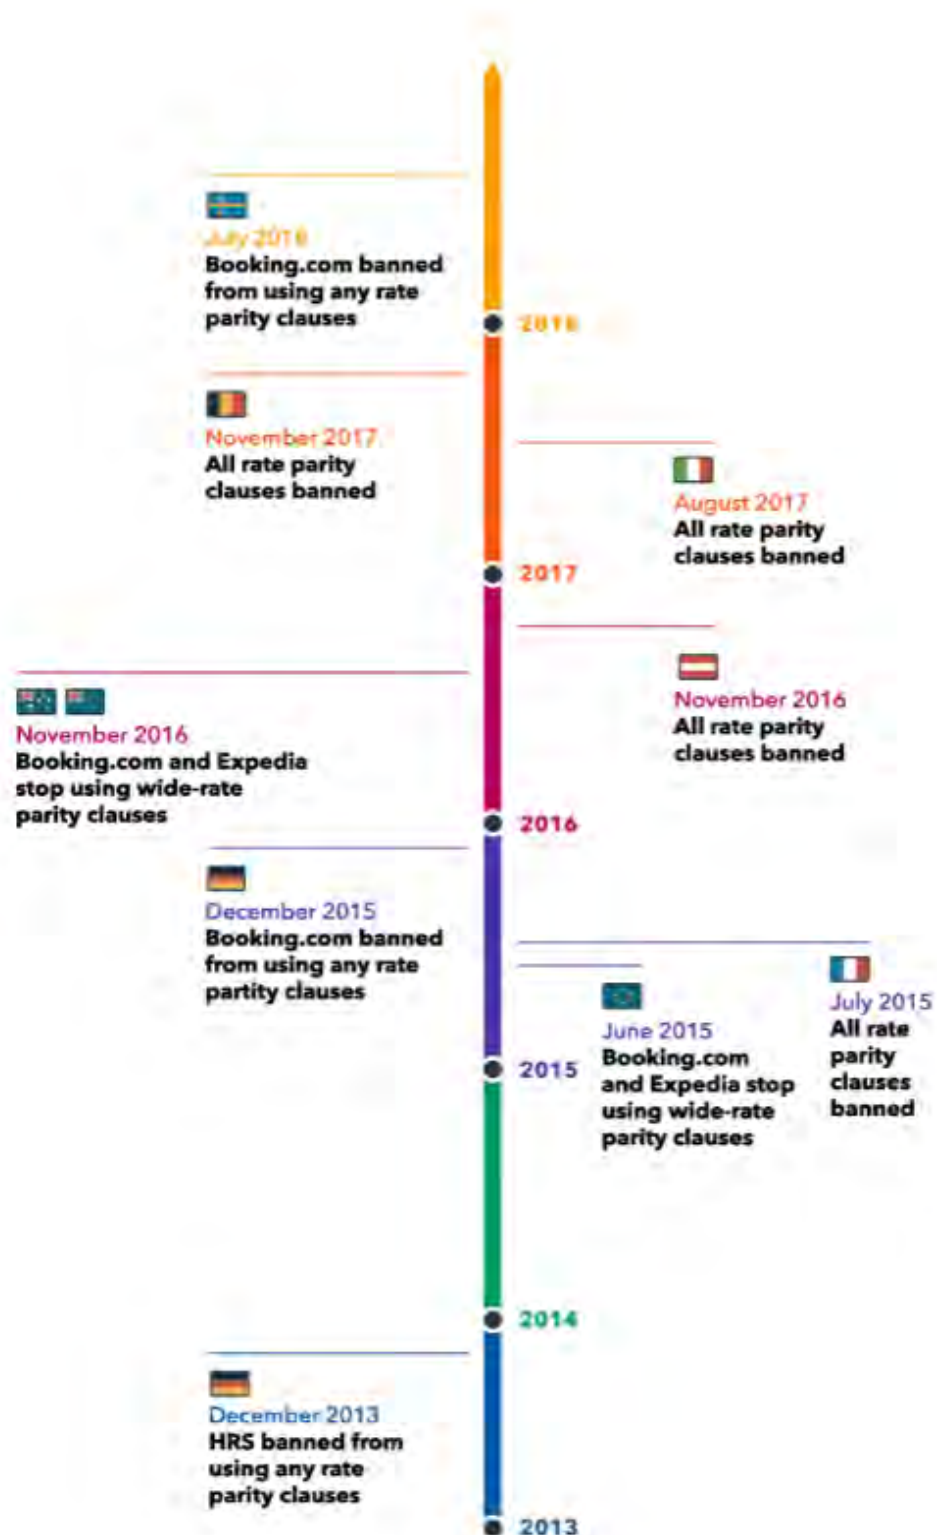 July 2018
Booking.com banned
from using any rate
parity clauses
2018
November 2017
All rate parity
clauses banned
August 2017
All rate parity
clauses banned
2017
November 2016
All rate parity
clauses banned
November 2016
Booking.com and Expedia
stop using wide-rate
parity clauses
2016
December 2015
Booking.com banned
from using any rate
partity clauses
July 2015
All rate
parity
clauses
banned
June 2015
Booking.com
and Expedia stop
using wide-rate
parity clauses
2015
2014
December 2013
HRS banned from
using any rate
parity clauses
2013